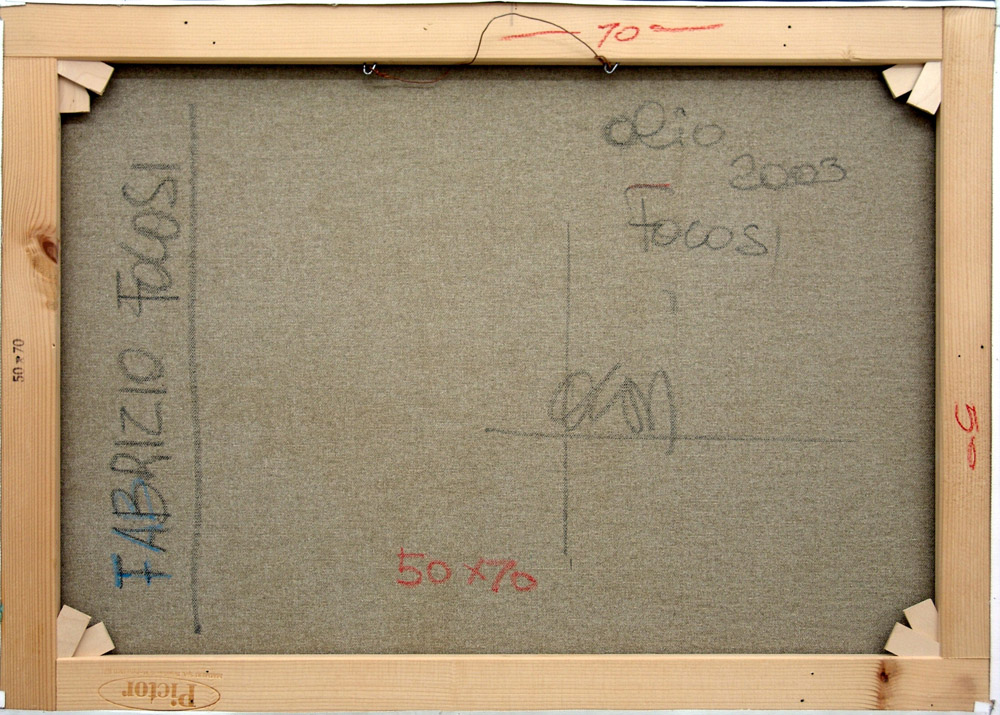 70
olio
2003
Focosi
FABRIZIO FOCOSI
50 x 70
50
50 x 70
Pictor